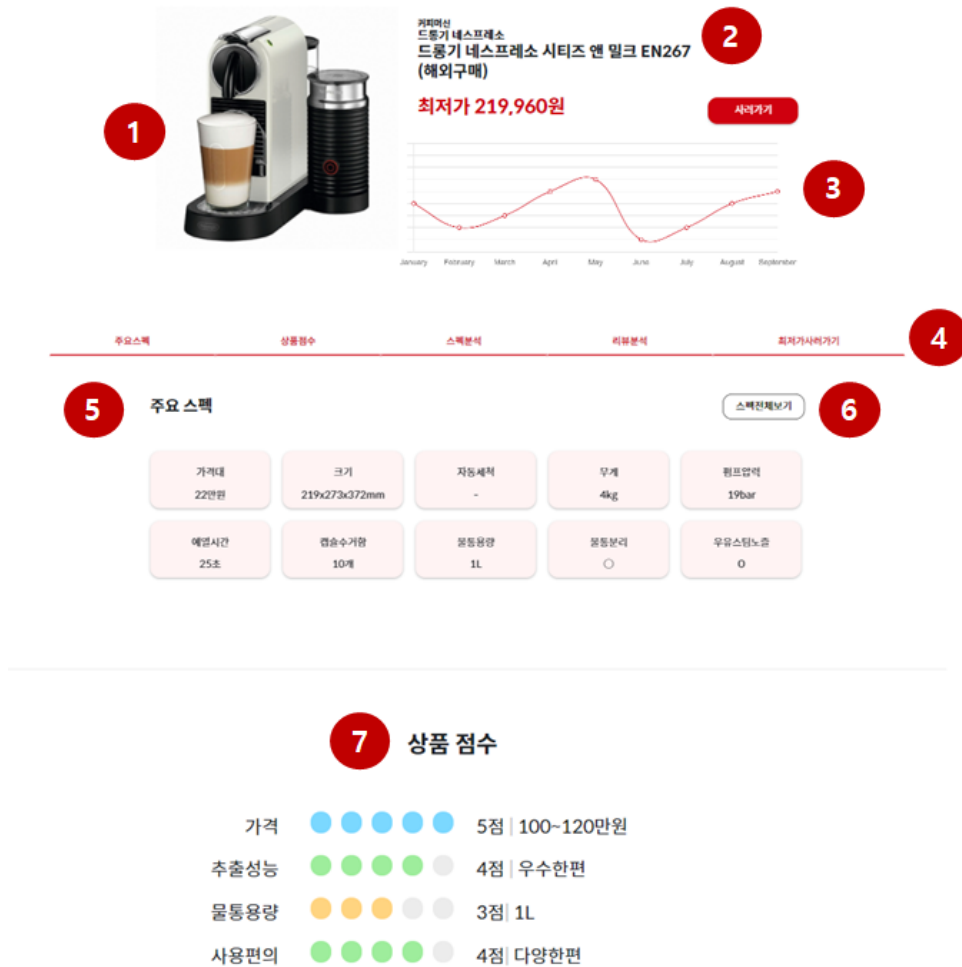 커피머신
드롱기 네스프레소
드롱기 네스프레소 시티즈 앤 밀크 EN267
(해외구매)
2
최저가 219,960원
사러가기
1
3
January February March April May June July August September
주요스펙 상품점수 스펙분석 리뷰분석 최저가사러가기
4
5
주요 스펙
스펙전체보기
6
가격대 크기 자동세척 무게 펌프압력
22만원 219x273x372mm - 4kg 19bar
예열시간 캡슐수거함 물통용량 물통분리 우유스팀노즐
25초 10개 1L ○ O
7
상품 점수
가격 5점 | 100~120만원
추출성능 4점 | 우수한편
물통용량 3점| 1L
사용편의 4점| 다양한편